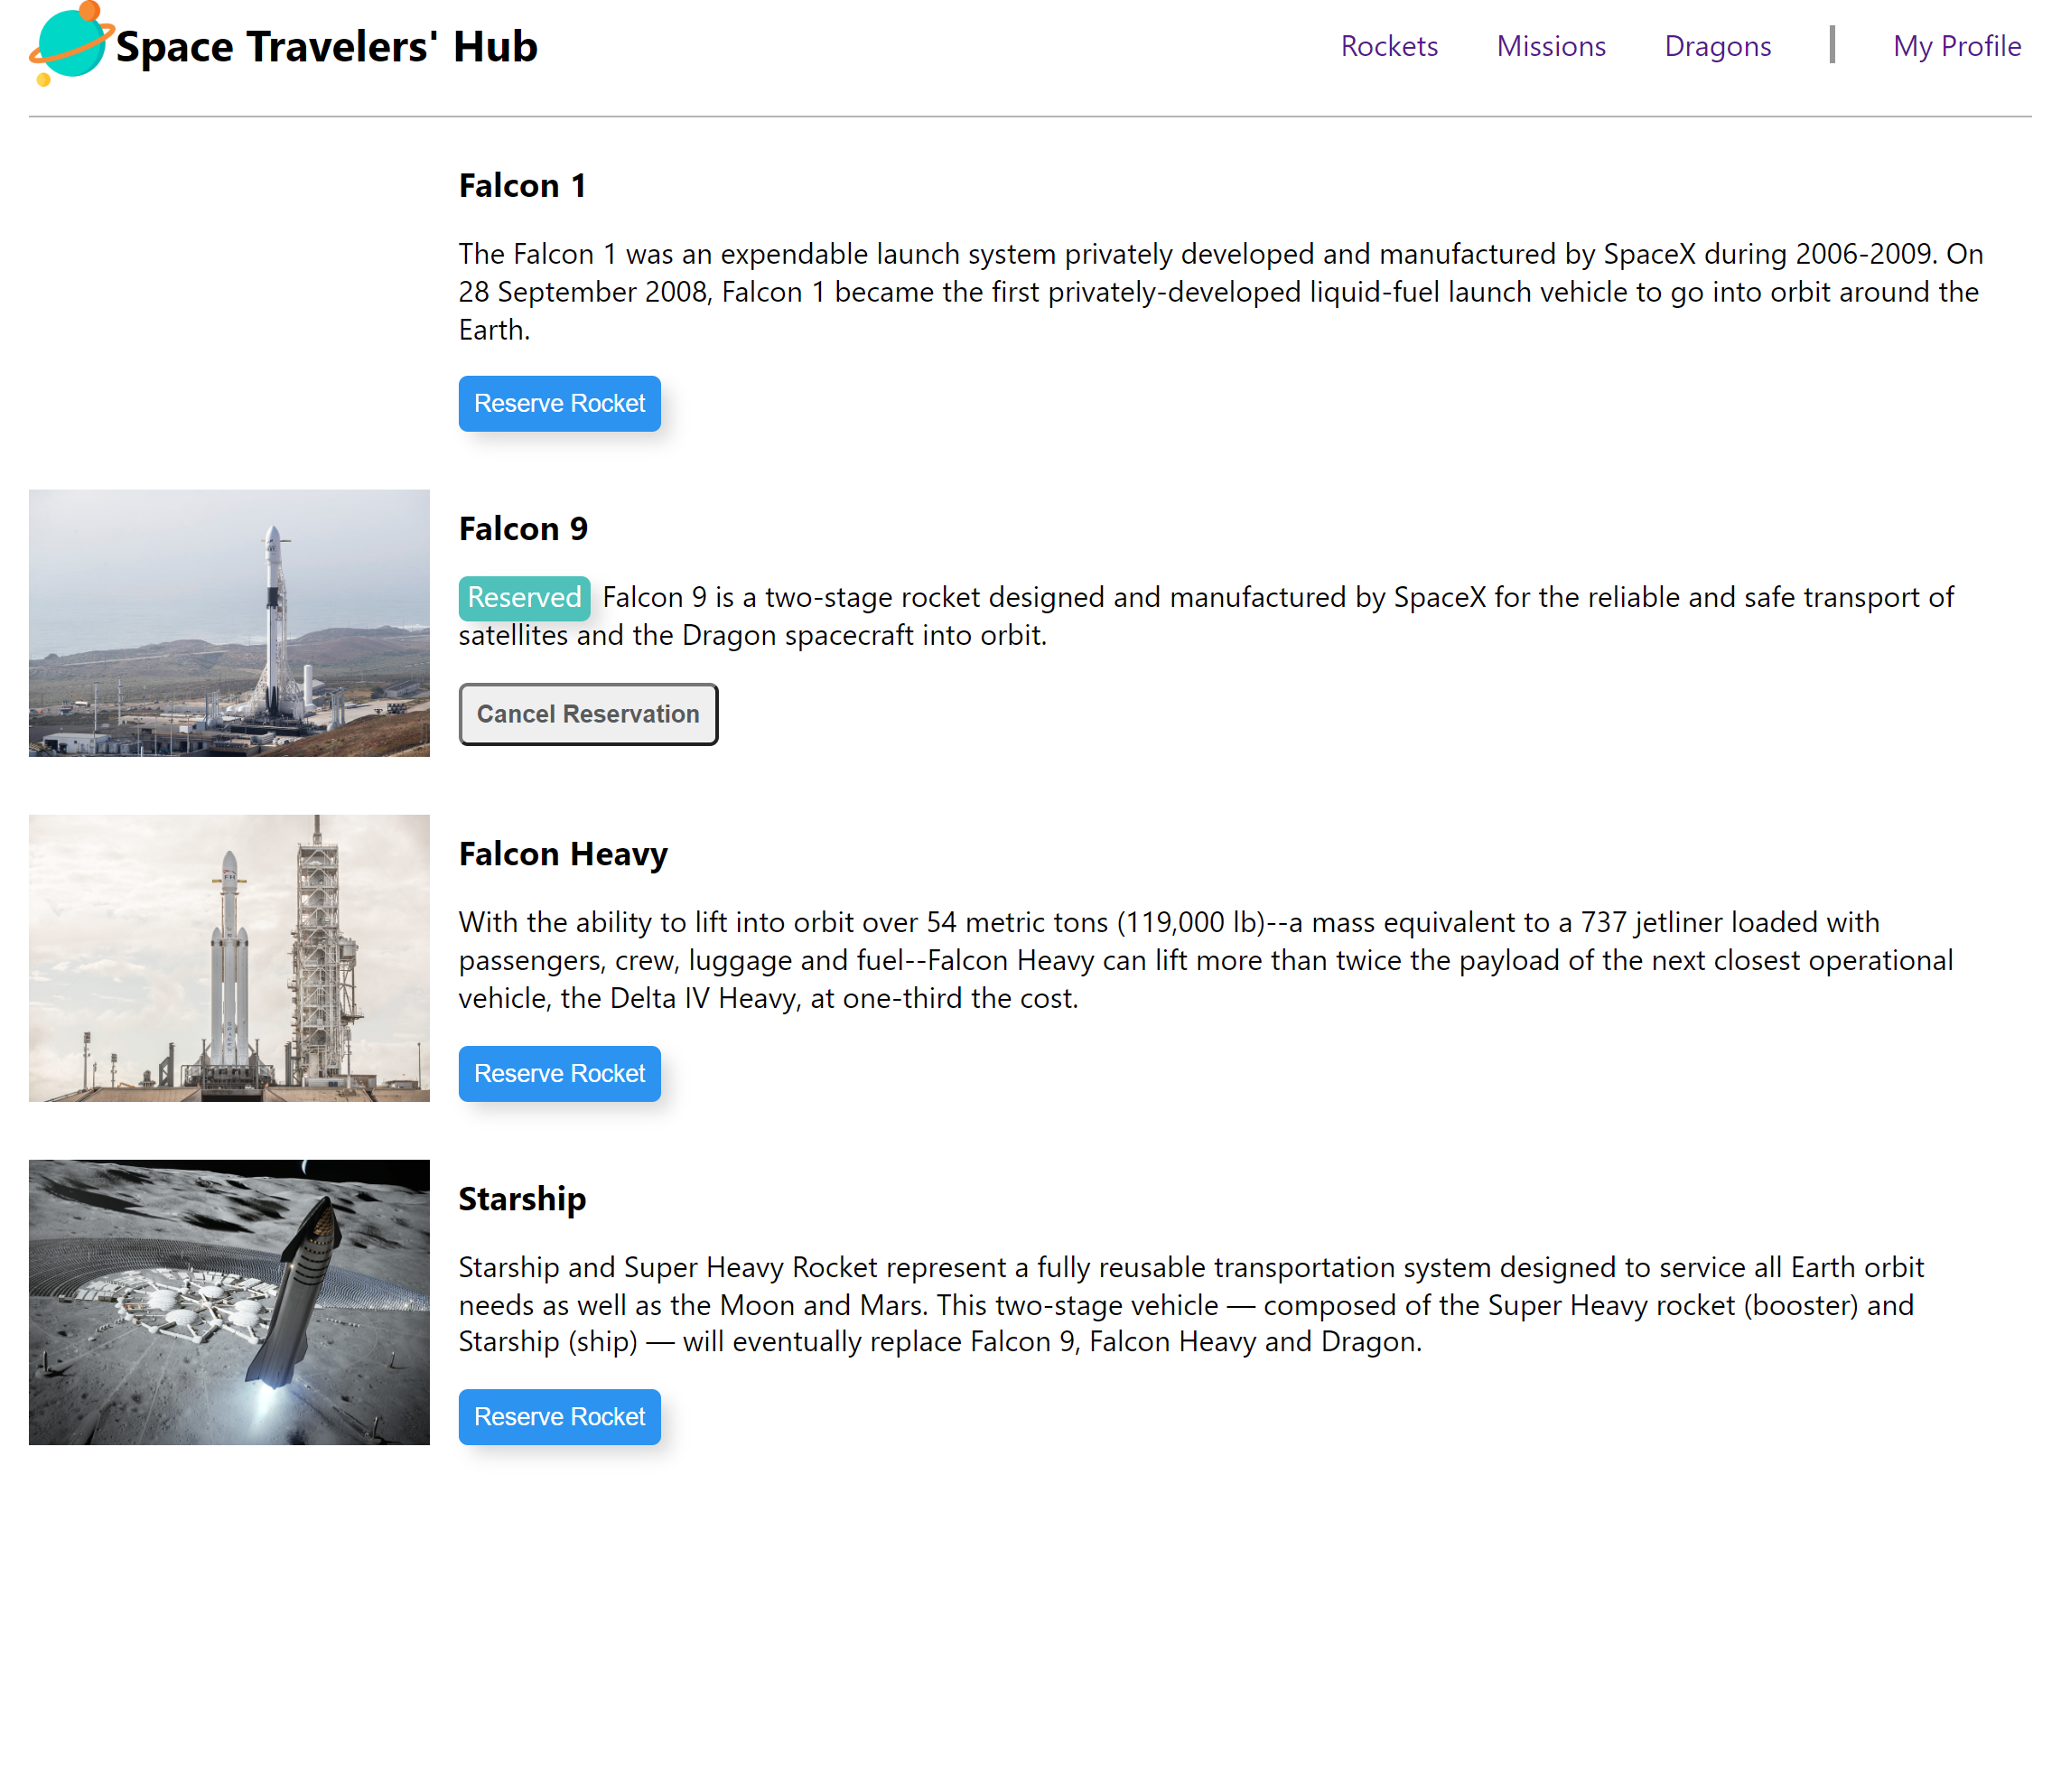 Space Travelers' Hub
Rockets Missions Dragons | My Profile
Falcon 1
The Falcon 1 was an expendable launch system privately developed and manufactured by SpaceX during 2006-2009. On
28 September 2008, Falcon 1 became the first privately-developed liquid-fuel launch vehicle to go into orbit around the
Earth.
Reserve Rocket
Falcon 9
Reserved Falcon 9 is a two-stage rocket designed and manufactured by SpaceX for the reliable and safe transport of
satellites and the Dragon spacecraft into orbit.
Cancel Reservation
Falcon Heavy
With the ability to lift into orbit over 54 metric tons (119,000 lb)--a mass equivalent to a 737 jetliner loaded with
passengers, crew, luggage and fuel--Falcon Heavy can lift more than twice the payload of the next closest operational
vehicle, the Delta IV Heavy, at one-third the cost.
Reserve Rocket
Starship
Starship and Super Heavy Rocket represent a fully reusable transportation system designed to service all Earth orbit
needs as well as the Moon and Mars. This two-stage vehicle — composed of the Super Heavy rocket (booster) and
Starship (ship) — will eventually replace Falcon 9, Falcon Heavy and Dragon.
Reserve Rocket